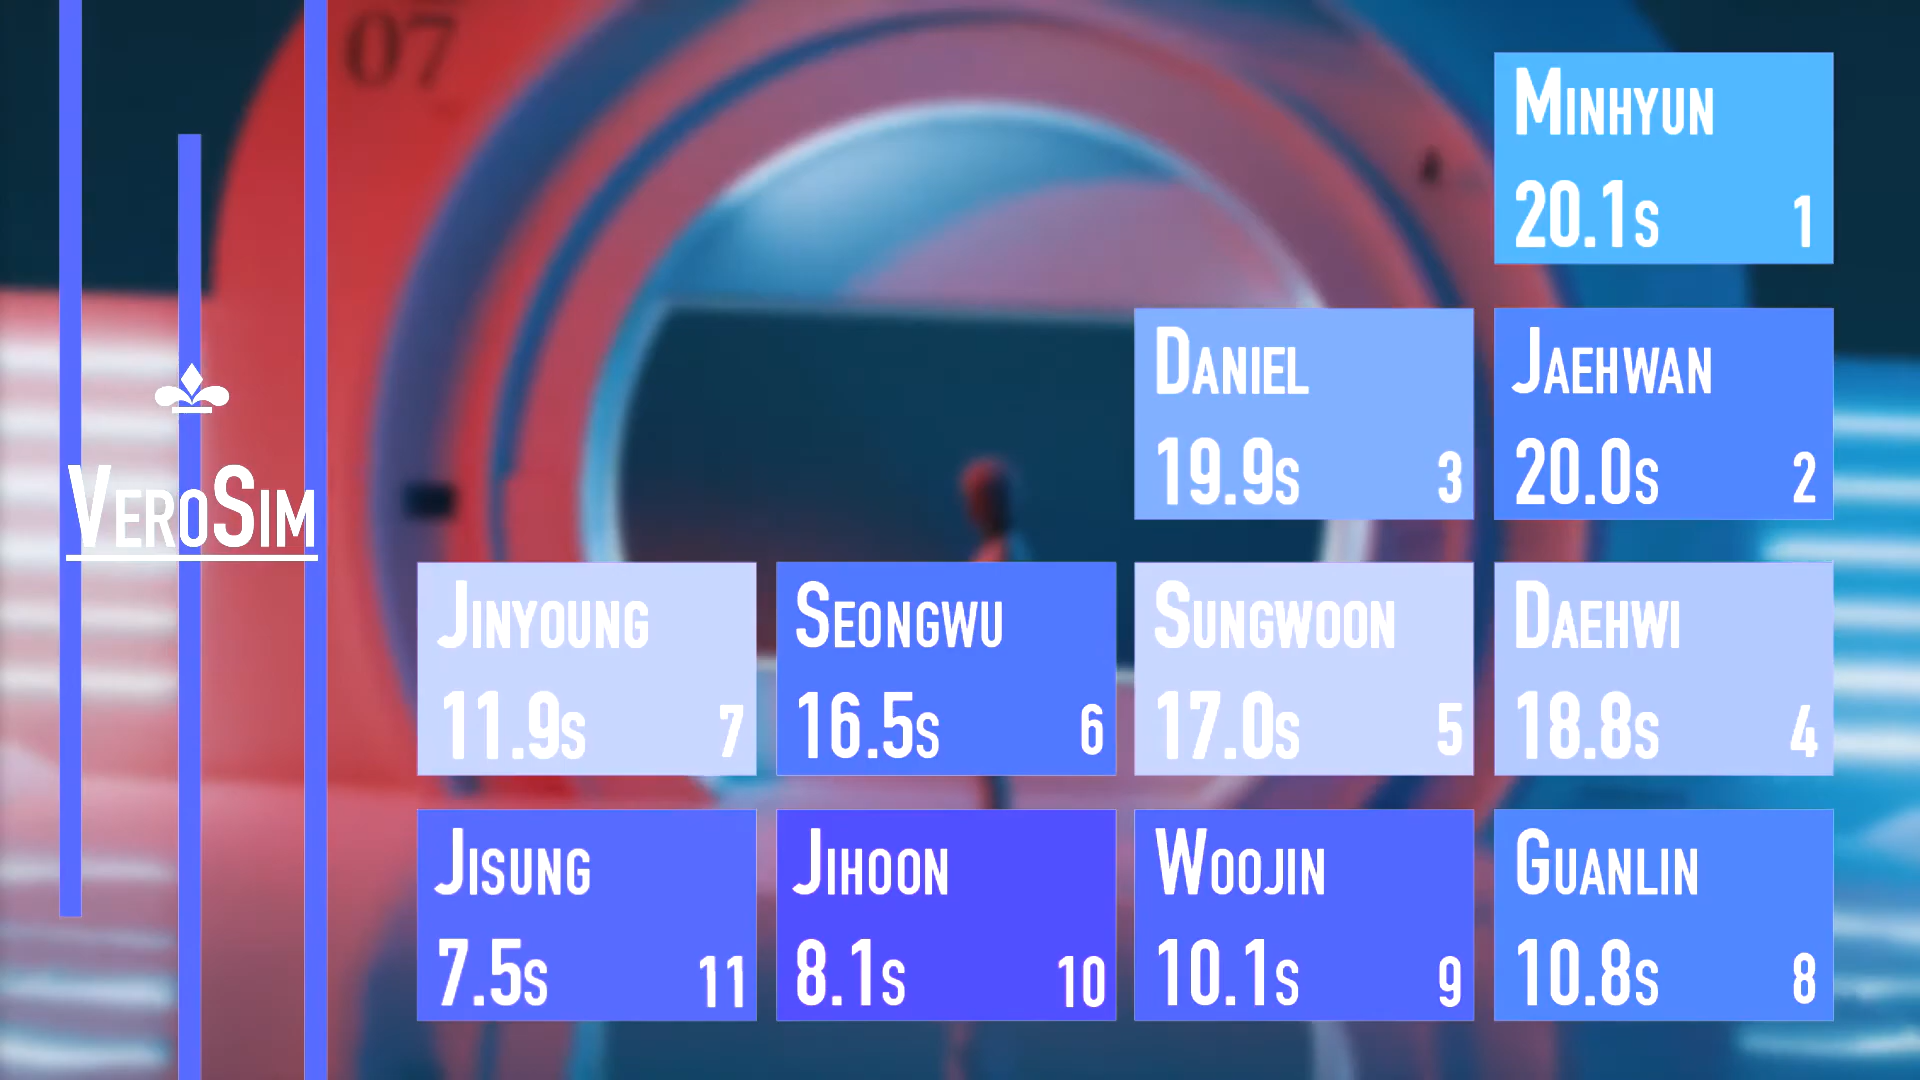 07
MINHYUN
20.1s
1
DANIEL
19.9s
3
JAEHWAN
20.0s
2
VEROSIM
JINYOUNG
11.9s
7
SEONGWU
16.5s
6
SUNGWOON
17.0s
5
DAEHWI
18.8s
4
JISUNG
7.5s
11
JIHOON
8.1s
10
WOOJIN
10.1s
9
GUANLIN
10.8s
8